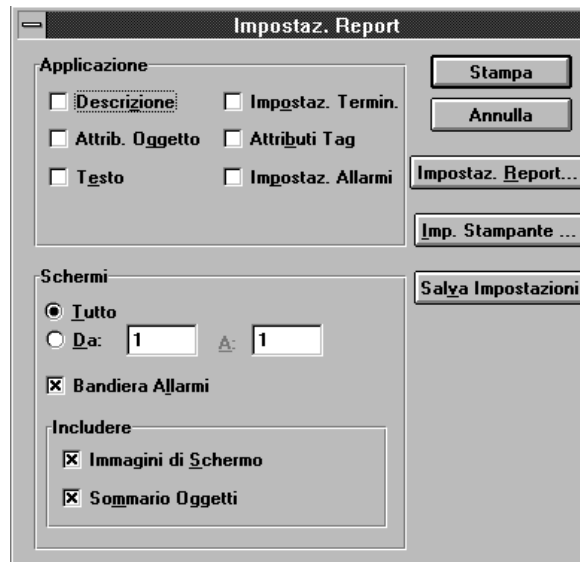 Impostaz. Report
Applicazione
Descrizione
Impostaz. Termin.
Attrib. Oggetto
Attributi Tag
Testo
Impostaz. Allarmi
Stampa
Annulla
Impostaz. Report...
Imp. Stampante ...
Salva Impostazioni
Schermi
Tutto
Da: 1 A: 1
Bandiera Allarmi
Includere
Immagini di Schermo
Sommario Oggetti